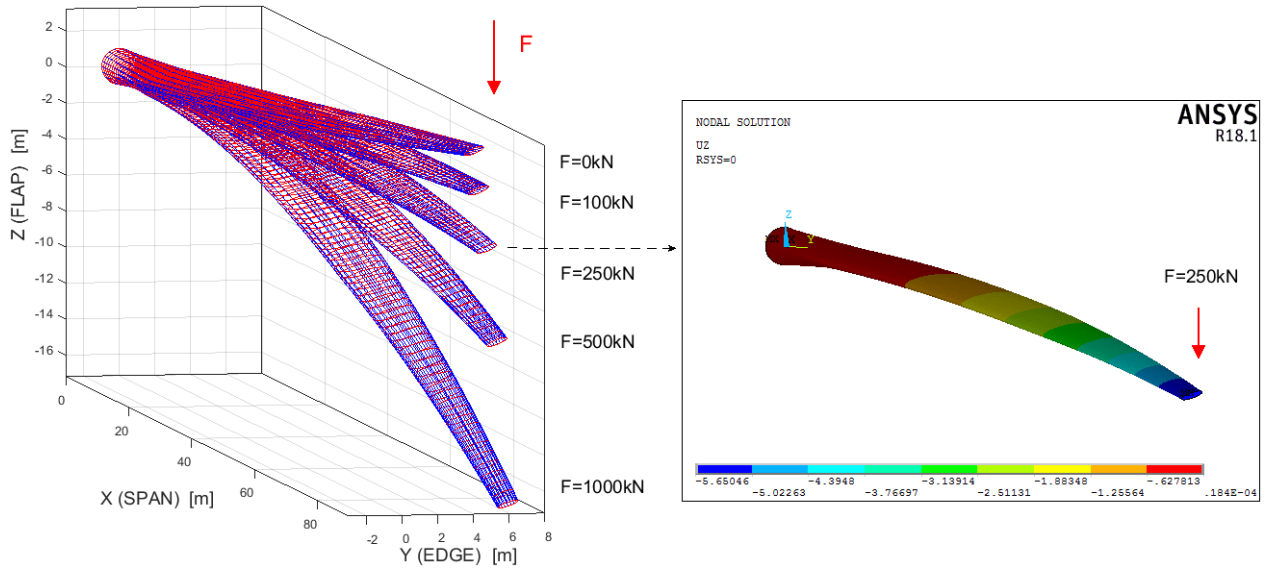 2
0
-2
-4
-6
-8
-10
-12
-14
-16
Z (FLAP) [m]
0
20
40
60
80
X (SPAN) [m]
-2
0
2
4
6
8
Y (EDGE) [m]
F
F=0kN
F=100kN
F=250kN
F=500kN
F=1000kN
NODAL SOLUTION
UZ
RSYS=0
ANSYS
R18.1
Z
Y
F=250kN
-5.65046 -4.3948 -3.13914 -1.88348 -.627813
-5.02263 -3.76697 -2.51131 -1.25564 .184E-04